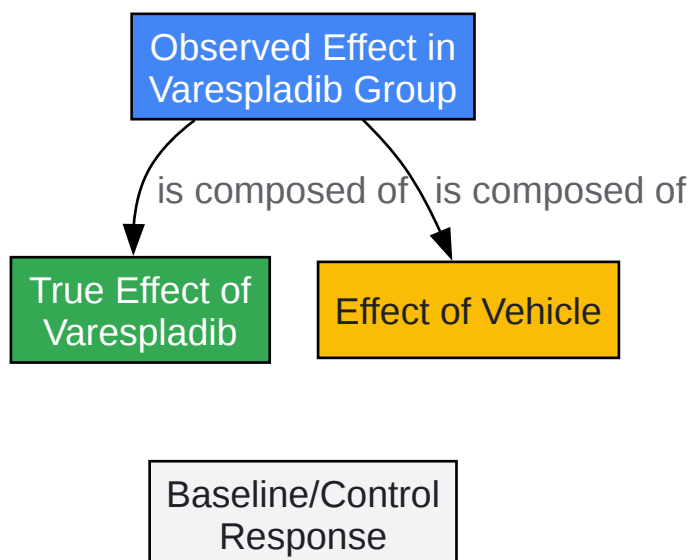 Observed Effect in
Varespladib Group
is composed of
is composed of
True Effect of
Varespladib
Effect of Vehicle
Baseline/Control
Response